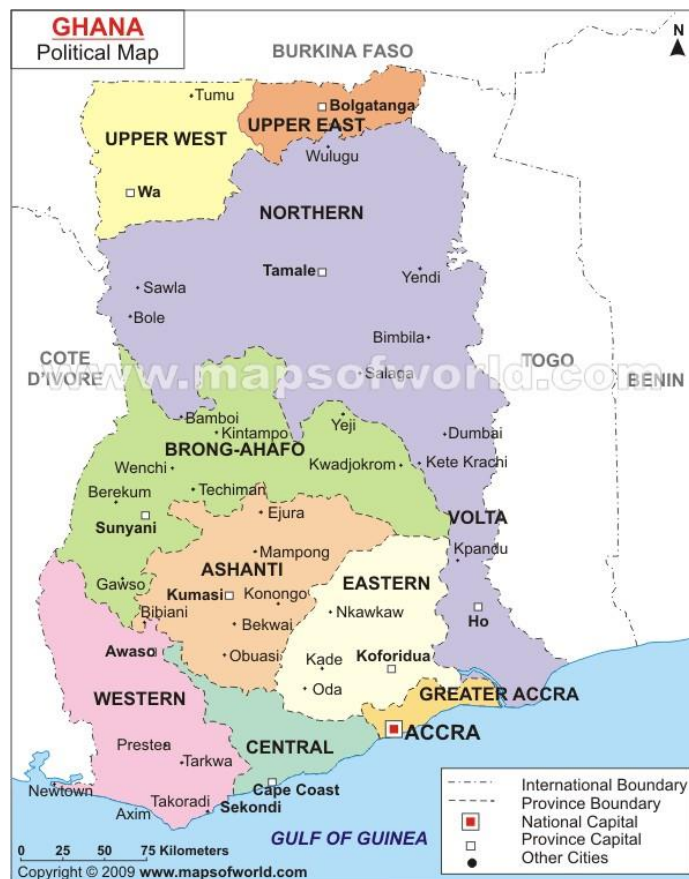 GHANA
Political Map
N
BURKINA FASO
Tumu
Bolgatanga
UPPER EAST
UPPER WEST
Wulugu
Wa
NORTHERN
Tamale
Yendi
Sawla
Bole
Bimbila
COTE
D'IVORE
TOGO
BENIN
www.mapsofworld.com
Salaga
Bamboi
Kintampo
Yeji
Dumbai
BRONG-AHAFO
Wenchi
Kwadjokrom
Kete Krachi
Berekum
Techiman
Ejura
Sunyani
VOLTA
Mampong
Kpandu
ASHANTI
EASTERN
Gawso
Kumasi
Konongo
Nkawkaw
Ho
Bibiani
Bekwai
Awaso
Obuasi
Kade
Koforidua
Oda
WESTERN
GREATER ACCRA
ACCRA
Prestea
CENTRAL
Tarkwa
Newtown
Cape Coast
Takoradi
Sekondi
Axim
GULF OF GUINEA
International Boundary
Province Boundary
National Capital
Province Capital
Other Cities
0 25 50 75 Kilometers
Copyright © 2009 www.mapsofworld.com